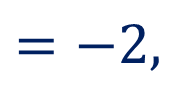 = −2,